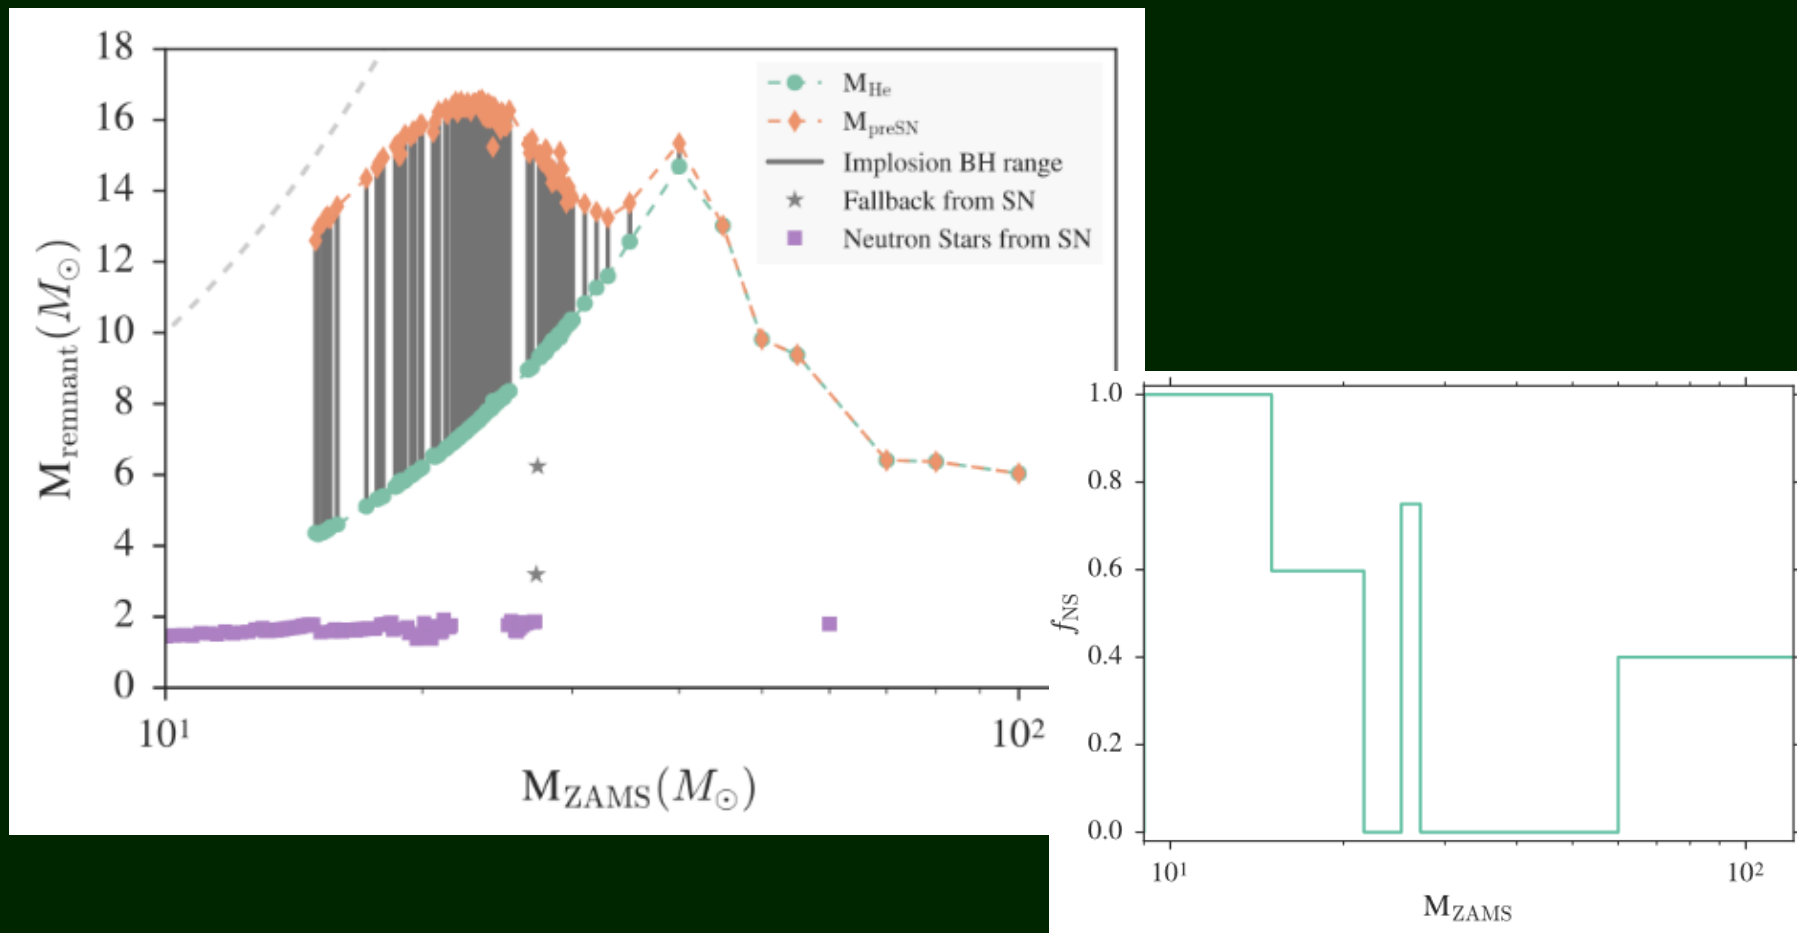 18
16
14
12
10
8
6
4
2
0
M_remnant(M_⊙)
10¹
10²
M_ZAMS(M_⊙)
M_He
M_preSN
Implosion BH range
Fallback from SN
Neutron Stars from SN
1.0
0.8
0.6
0.4
0.2
0.0
f_NS
10¹
10²
M_ZAMS